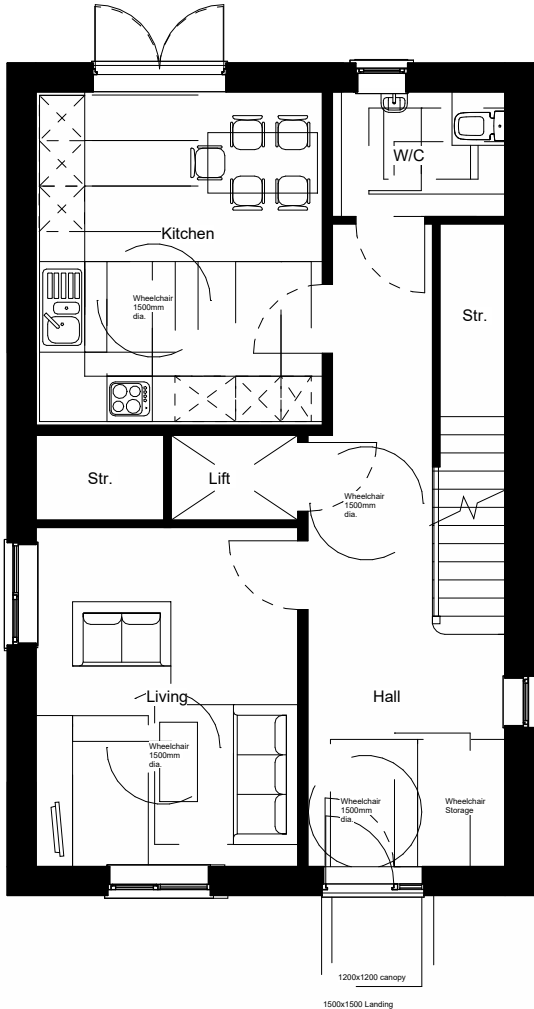 W/C
Kitchen
Wheelchair
1500mm
dia.
Str.
Str.
Lift
Wheelchair
1500mm
dia.
Living
Hall
Wheelchair
1500mm
dia.
Wheelchair
1500mm
dia.
Wheelchair
Storage
1200x1200 canopy
1500x1500 Landing